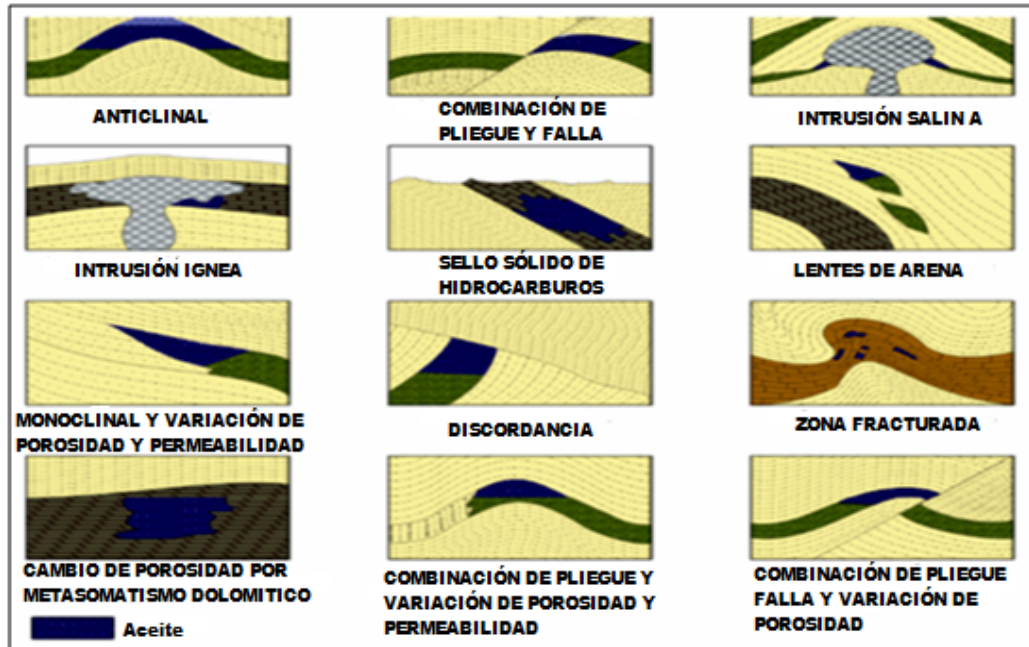 ANTICLINAL
COMBINACIÓN DE
PLIEGUE Y FALLA
INTRUSIÓN SALIN A
INTRUSIÓN IGNEA
SELLO SÓLIDO DE
HIDROCARBUROS
LENTES DE ARENA
MONOCLINAL Y VARIACIÓN DE
POROSIDAD Y PERMEABILIDAD
DISCORDANCIA
ZONA FRACTURADA
CAMBIO DE POROSIDAD POR
METASOMATISMO DOLOMITICO
COMBINACIÓN DE PLIEGUE Y
VARIACIÓN DE POROSIDAD Y
PERMEABILIDAD
COMBINACIÓN DE PLIEGUE
FALLA Y VARIACIÓN DE
POROSIDAD
Aceite